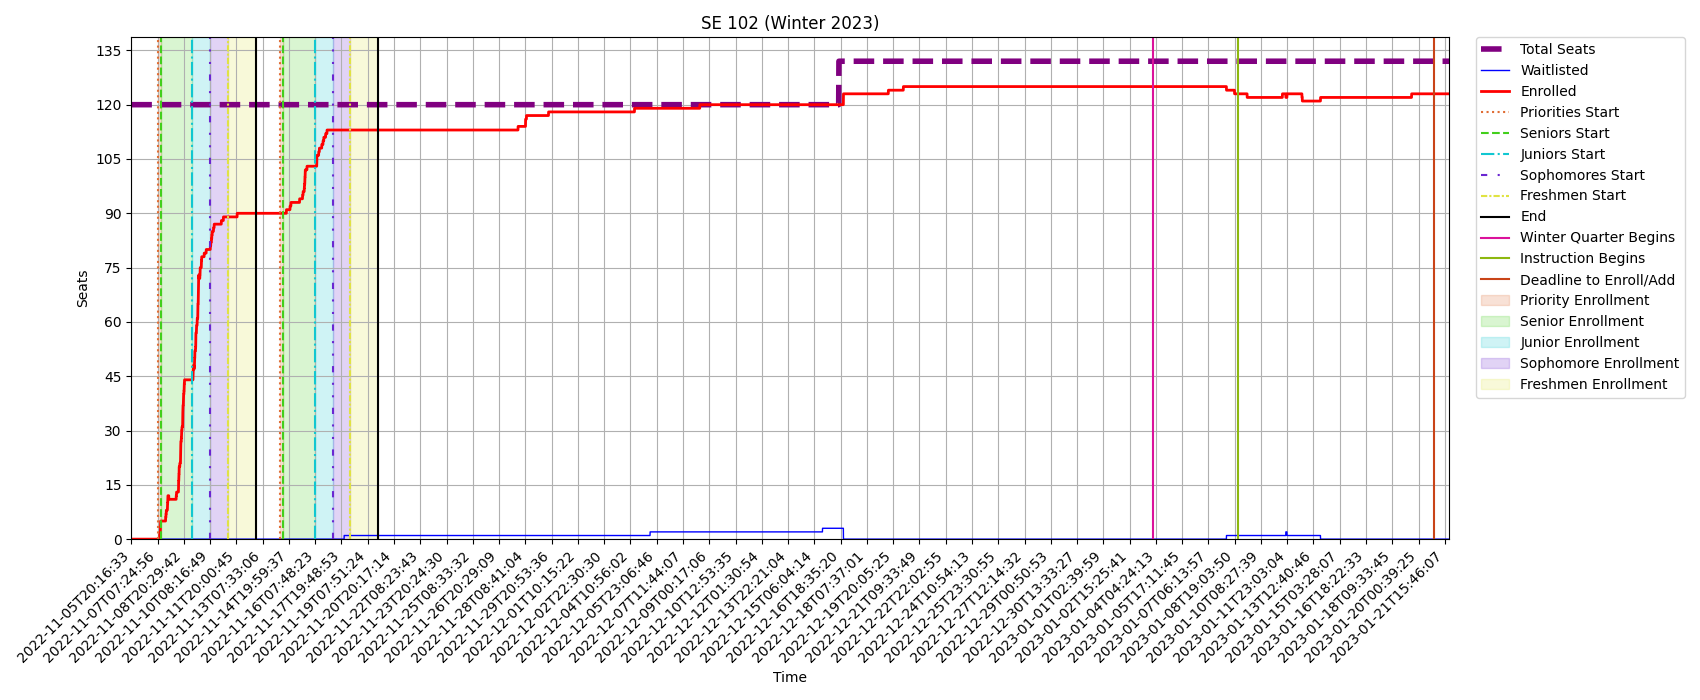 SE 102 (Winter 2023)
135
120
105
90
75
60
45
30
15
0
Seats
2022-11-05T20:16:33
2022-11-07T07:24:56
2022-11-08T20:29:42
2022-11-10T08:16:49
2022-11-11T20:00:45
2022-11-13T07:33:06
2022-11-14T19:59:37
2022-11-16T07:48:23
2022-11-17T19:48:53
2022-11-19T07:51:24
2022-11-20T20:17:14
2022-11-22T08:23:43
2022-11-23T20:24:30
2022-11-25T08:33:32
2022-11-26T20:29:09
2022-11-28T08:41:04
2022-11-29T20:53:36
2022-12-01T10:15:22
2022-12-02T22:30:30
2022-12-04T10:56:02
2022-12-05T23:06:46
2022-12-07T11:44:07
2022-12-09T00:17:06
2022-12-10T12:53:35
2022-12-12T01:30:54
2022-12-13T22:21:04
2022-12-15T06:04:14
2022-12-16T18:35:20
2022-12-18T07:37:01
2022-12-19T20:05:25
2022-12-21T09:33:49
2022-12-22T22:02:55
2022-12-24T10:54:13
2022-12-25T23:30:55
2022-12-27T12:14:32
2022-12-29T00:50:53
2022-12-30T13:33:27
2023-01-01T02:39:59
2023-01-02T15:25:41
2023-01-04T04:24:13
2023-01-05T17:11:45
2023-01-07T06:13:57
2023-01-08T19:03:50
2023-01-10T08:27:39
2023-01-11T23:03:04
2023-01-13T12:40:46
2023-01-15T03:28:07
2023-01-16T18:22:33
2023-01-18T09:33:45
2023-01-20T00:39:25
2023-01-21T15:46:07
Time
Total Seats
Waitlisted
Enrolled
Priorities Start
Seniors Start
Juniors Start
Sophomores Start
Freshmen Start
End
Winter Quarter Begins
Instruction Begins
Deadline to Enroll/Add
Priority Enrollment
Senior Enrollment
Junior Enrollment
Sophomore Enrollment
Freshmen Enrollment